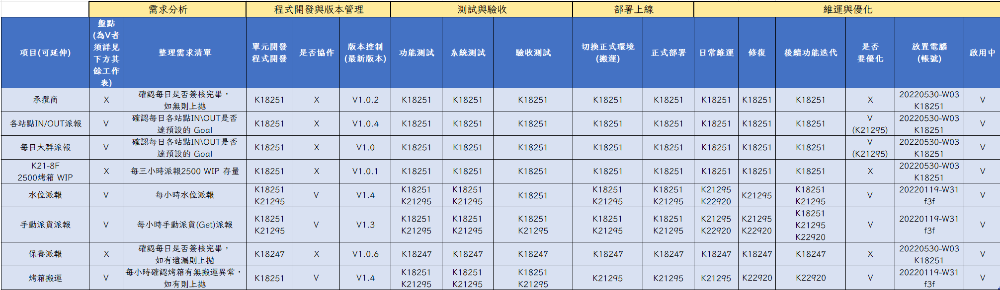 需求分析 程式開發與版本管理 測試與驗收 部署上線 維運與優化
項目(可延伸)
盤點
(為V者
須詳見
下方其
餘工作
表)
整理需求清單
單元開發
程式開發
是否協作
版本控制
(最新版本)
功能測試
系統測試
驗收測試
切換正式環境
(搬運)
正式部署
日常維運
修復
後續功能迭代
是否
要優化
放置電腦
(帳號)
啟用中
承攬商
X
確認每日是否簽核完畢，
如無則上拋
K18251
X
V1.0.2
K18251
K18251
K18251
K18251
K18251
K18251
K18251
K18251
X
20220530-W03
K18251
V
各站點IN/OUT派報
V
確認每日各站點IN\OUT是否
達預設的 Goal
K18251
X
V1.0.4
K18251
K18251
K18251
K18251
K18251
K18251
K18251
K18251
V
(K21295)
20220530-W03
K18251
V
每日大群派報
V
確認每日各站點IN\OUT是否
達預設的 Goal
K18251
X
V1.0
K18251
K18251
K18251
K18251
K18251
K18251
K18251
K18251
V
(K21295)
20220530-W03
K18251
V
K21-8F
2500烤箱 WIP
X
每三小時派報2500 WIP 存量
K18251
X
V1.0.1
K18251
K18251
K18251
K18251
K18251
K18251
K18251
K18251
X
20220530-W03
K18251
V
水位派報
V
每小時水位派報
K18251
K21295
V
V1.4
K18251
K21295
K18251
K21295
K18251
K18251
K21295
K18251
K21295
K21295
K22920
K21295
K18251
K21295
V
20220119-W31
f3f
V
手動派貨派報
V
每小時手動派貨(Get)派報
K18251
K21295
V
V1.3
K18251
K21295
K18251
K21295
K18251
K21295
K18251
K21295
K18251
K21295
K21295
K22920
K21295
K22920
K18251
K21295
K22920
V
20220119-W31
f3f
V
保養派報
X
確認每日是否簽核完畢，
如有遺漏則上拋
K18247
X
V1.0.6
K18247
K18247
K18247
K18247
K18247
K18247
K18247
K18247
X
20220530-W03
K18251
V
烤箱搬運
V
每小時確認烤箱有無搬運異常，
如有則上拋
K18251
V
V1.4
K18251
K21295
K18251
K21295
K18251
K21295
K21295
K21295
K21295
K22920
K22920
V
20220119-W31
f3f
V